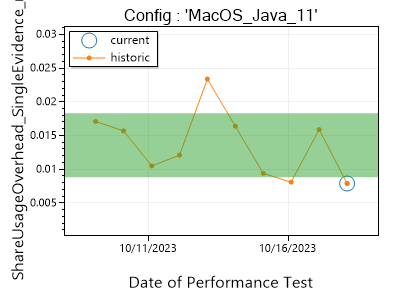 Config : 'MacOS_Java_11'
current
historic
0.03
0.025
0.02
0.015
0.01
0.005
10/11/2023
10/16/2023
Date of Performance Test
ShareUsageOverhead_SingleEvidence_